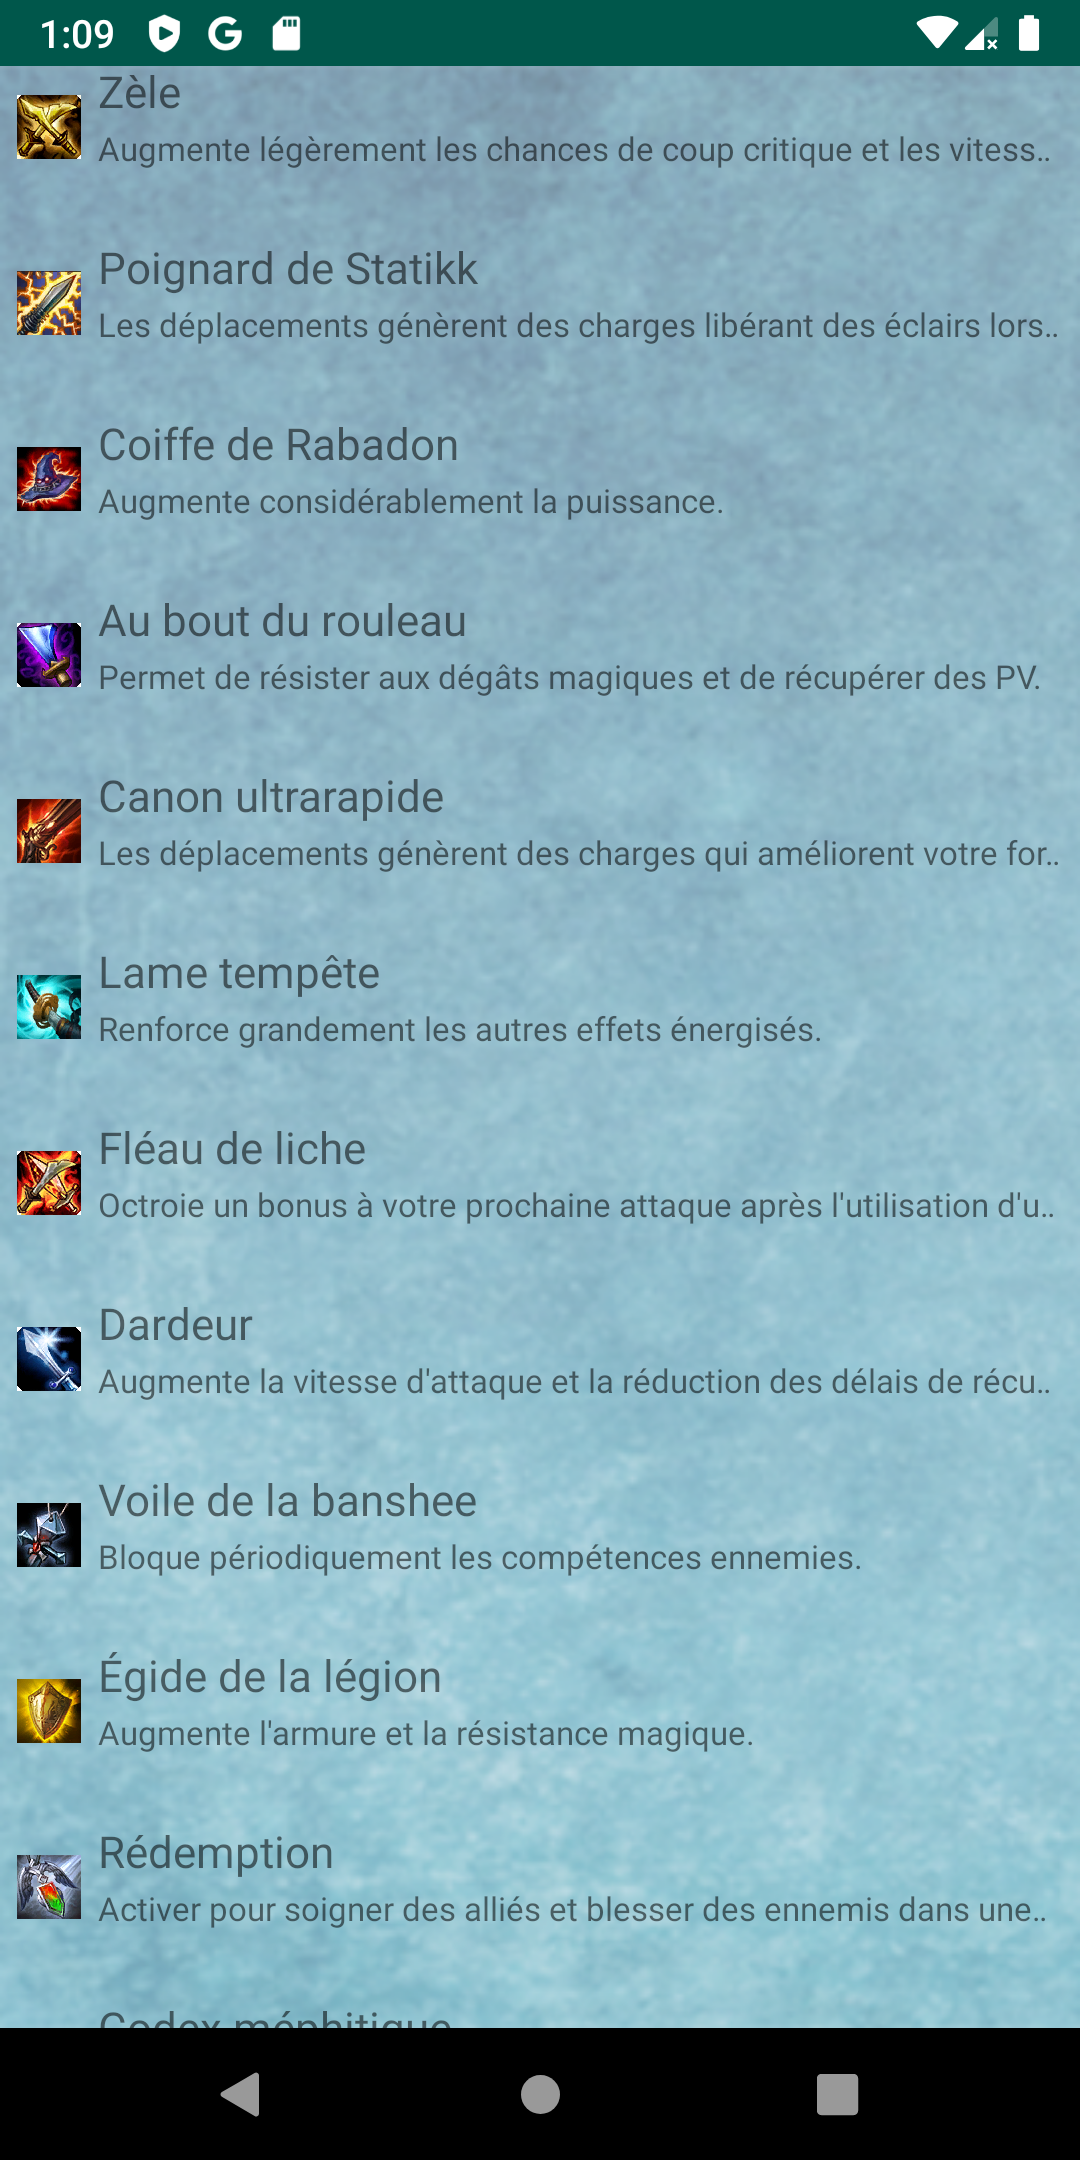 1:09
Zèle
Augmente légèrement les chances de coup critique et les vitess..
Poignard de Statikk
Les déplacements génèrent des charges libérant des éclairs lors..
Coiffe de Rabadon
Augmente considérablement la puissance.
Au bout du rouleau
Permet de résister aux dégâts magiques et de récupérer des PV.
Canon ultrarapide
Les déplacements génèrent des charges qui améliorent votre for..
Lame tempête
Renforce grandement les autres effets énergisés.
Fléau de liche
Octroie un bonus à votre prochaine attaque après l'utilisation d'u..
Dardeur
Augmente la vitesse d'attaque et la réduction des délais de récu..
Voile de la banshee
Bloque périodiquement les compétences ennemies.
Égide de la légion
Augmente l'armure et la résistance magique.
Rédemption
Activer pour soigner des alliés et blesser des ennemis dans une..
Codex méphitique